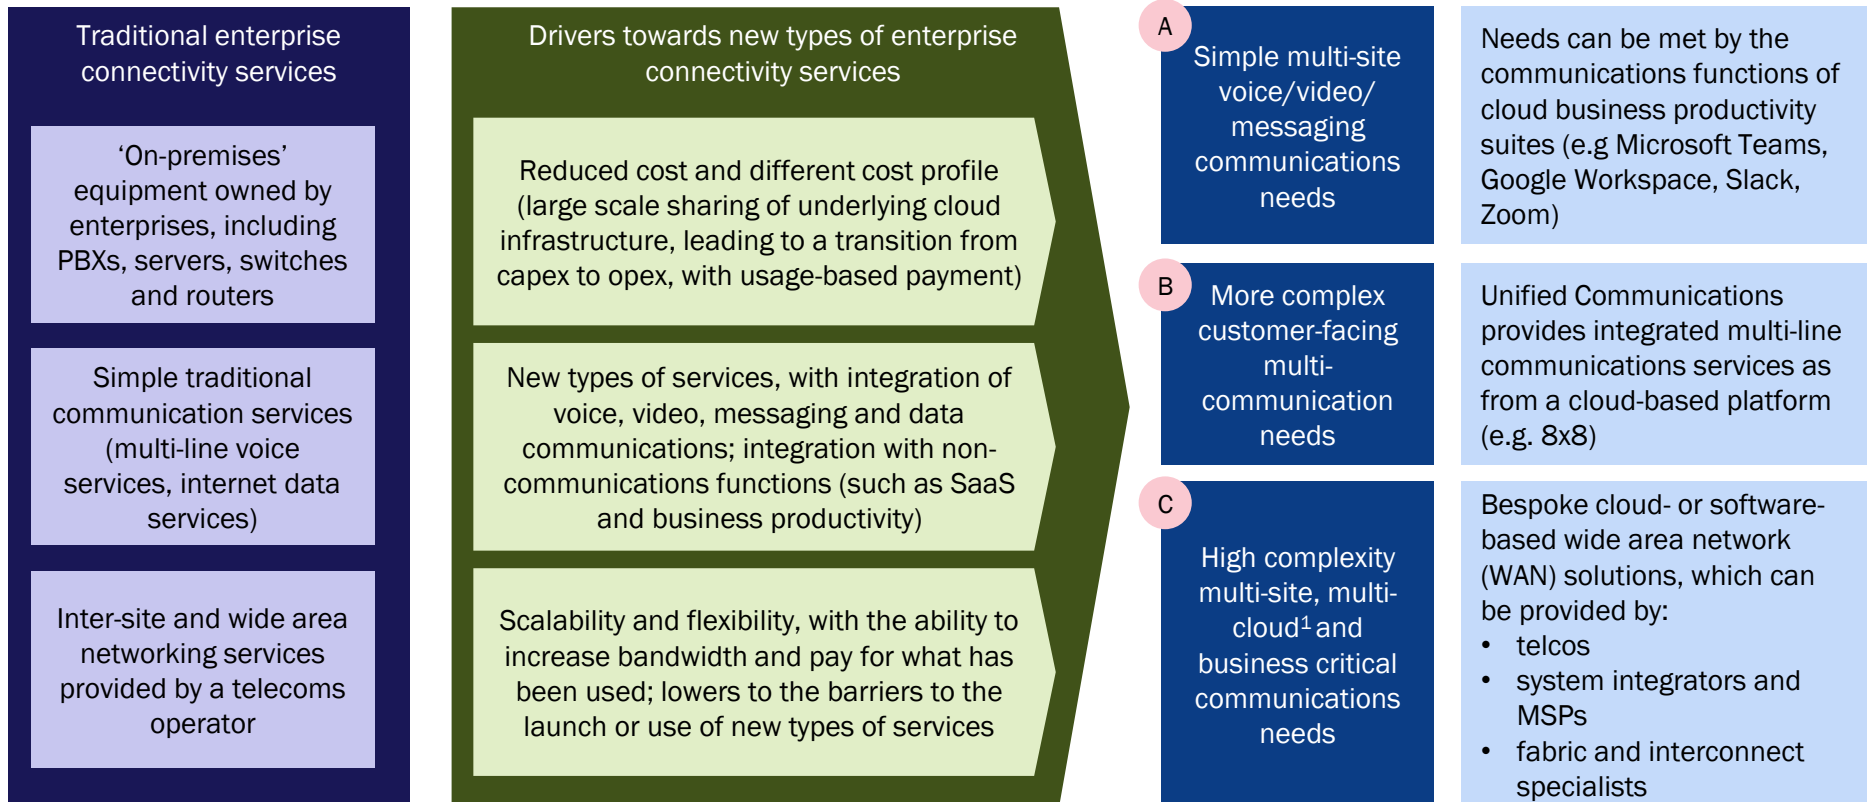 Traditional enterprise
connectivity services
‘On-premises’
equipment owned by
enterprises, including
PBXs, servers, switches
and routers
Simple traditional
communication services
(multi-line voice
services, internet data
services)
Inter-site and wide area
networking services
provided by a telecoms
operator
Drivers towards new types of enterprise
connectivity services
Reduced cost and different cost profile
(large scale sharing of underlying cloud
infrastructure, leading to a transition from
capex to opex, with usage-based payment)
New types of services, with integration of
voice, video, messaging and data
communications; integration with non-
communications functions (such as SaaS
and business productivity)
Scalability and flexibility, with the ability to
increase bandwidth and pay for what has
been used; lowers to the barriers to the
launch or use of new types of services
A
Simple multi-site
voice/video/
messaging
communications
needs
Needs can be met by the
communications functions of
cloud business productivity
suites (e.g Microsoft Teams,
Google Workspace, Slack,
Zoom)
B
More complex
customer-facing
multi-
communication
needs
Unified Communications
provides integrated multi-line
communications services as
from a cloud-based platform
(e.g. 8x8)
C
High complexity
multi-site, multi-
cloud¹ and
business critical
communications
needs
Bespoke cloud- or software-
based wide area network
(WAN) solutions, which can
be provided by:
• telcos
• system integrators and
MSPs
• fabric and interconnect
specialists